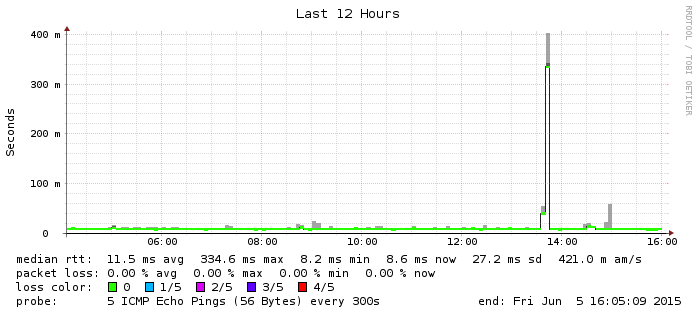 Last 12 Hours
RRDTOOL / TOBI OETIKER
Seconds
400 m
300 m
200 m
100 m
0
06:00 08:00 10:00 12:00 14:00 16:00
median rtt: 11.5 ms avg 334.6 ms max 8.2 ms min 8.6 ms now 27.2 ms sd 421.0 m am/s
packet loss: 0.00 % avg 0.00 % max 0.00 % min 0.00 % now
loss color: 0 1/5 2/5 3/5 4/5
probe: 5 ICMP Echo Pings (56 Bytes) every 300s end: Fri Jun 5 16:05:09 2015